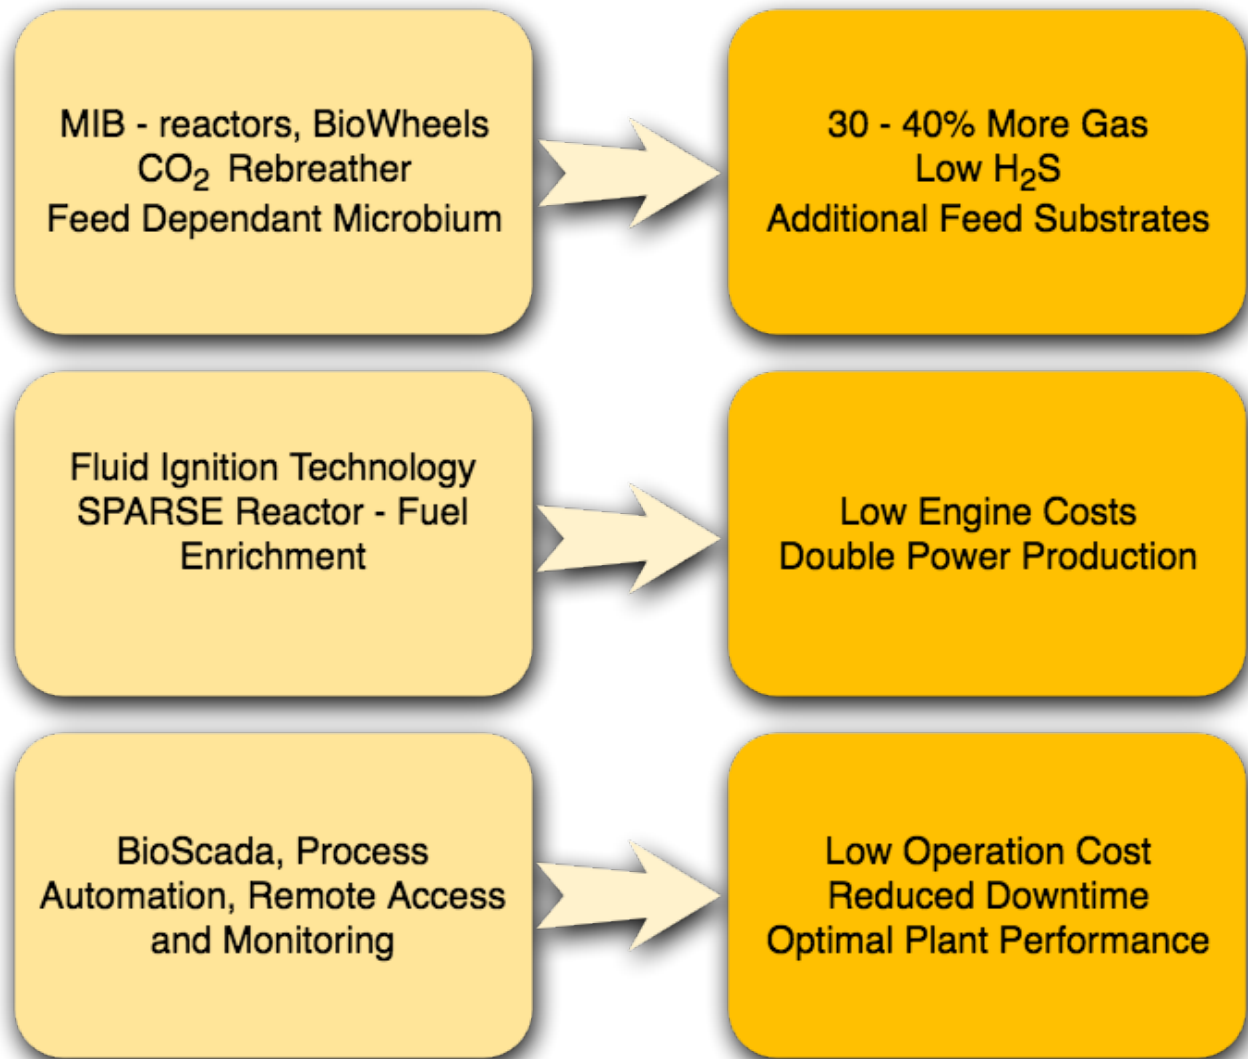 MIB - reactors, BioWheels
CO₂ Rebreather
Feed Dependant Microbium
30 - 40% More Gas
Low H₂S
Additional Feed Substrates
Fluid Ignition Technology
SPARSE Reactor - Fuel
Enrichment
Low Engine Costs
Double Power Production
BioScada, Process
Automation, Remote Access
and Monitoring
Low Operation Cost
Reduced Downtime
Optimal Plant Performance